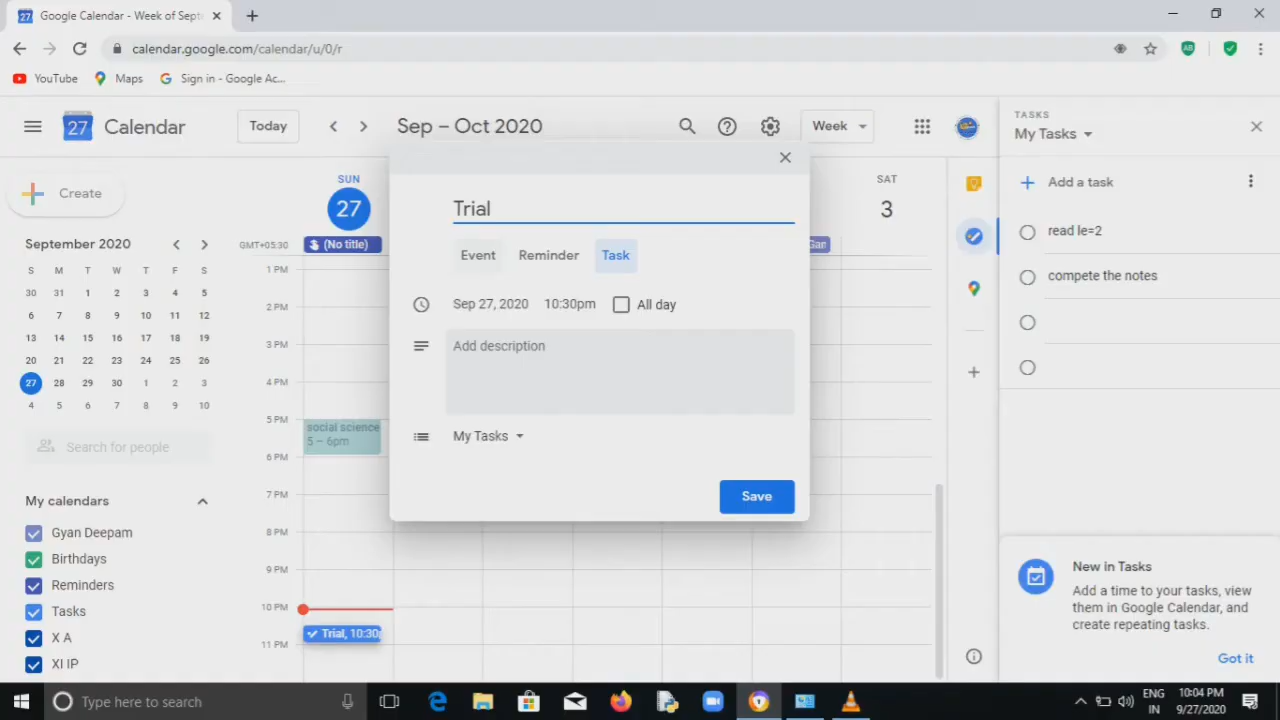 27 Google Calendar - Week of Sept
calendar.google.com/calendar/u/0/r
AB
YouTube
Maps
Sign in - Google Ac...
27 Calendar
Today
Sep – Oct 2020
Week
TASKS
My Tasks
Create
September 2020
S M T W T F S
30 31 1 2 3 4 5
6 7 8 9 10 11 12
13 14 15 16 17 18 19
20 21 22 23 24 25 26
27 28 29 30 1 2 3
4 5 6 7 8 9 10
Search for people
My calendars
Gyan Deepam
Birthdays
Reminders
Tasks
X A
XI IP
SUN
27
SAT
3
GMT+05:30
(No title)
Gan
1 PM
2 PM
3 PM
4 PM
5 PM
6 PM
7 PM
8 PM
9 PM
10 PM
11 PM
social science
5 – 6pm
Trial, 10:30p
Trial
Event Reminder Task
Sep 27, 2020 10:30pm All day
Add description
My Tasks
Save
Add a task
read le=2
compete the notes
New in Tasks
Add a time to your tasks, view
them in Google Calendar, and
create repeating tasks.
Got it
Type here to search
ENG
IN
10:04 PM
9/27/2020